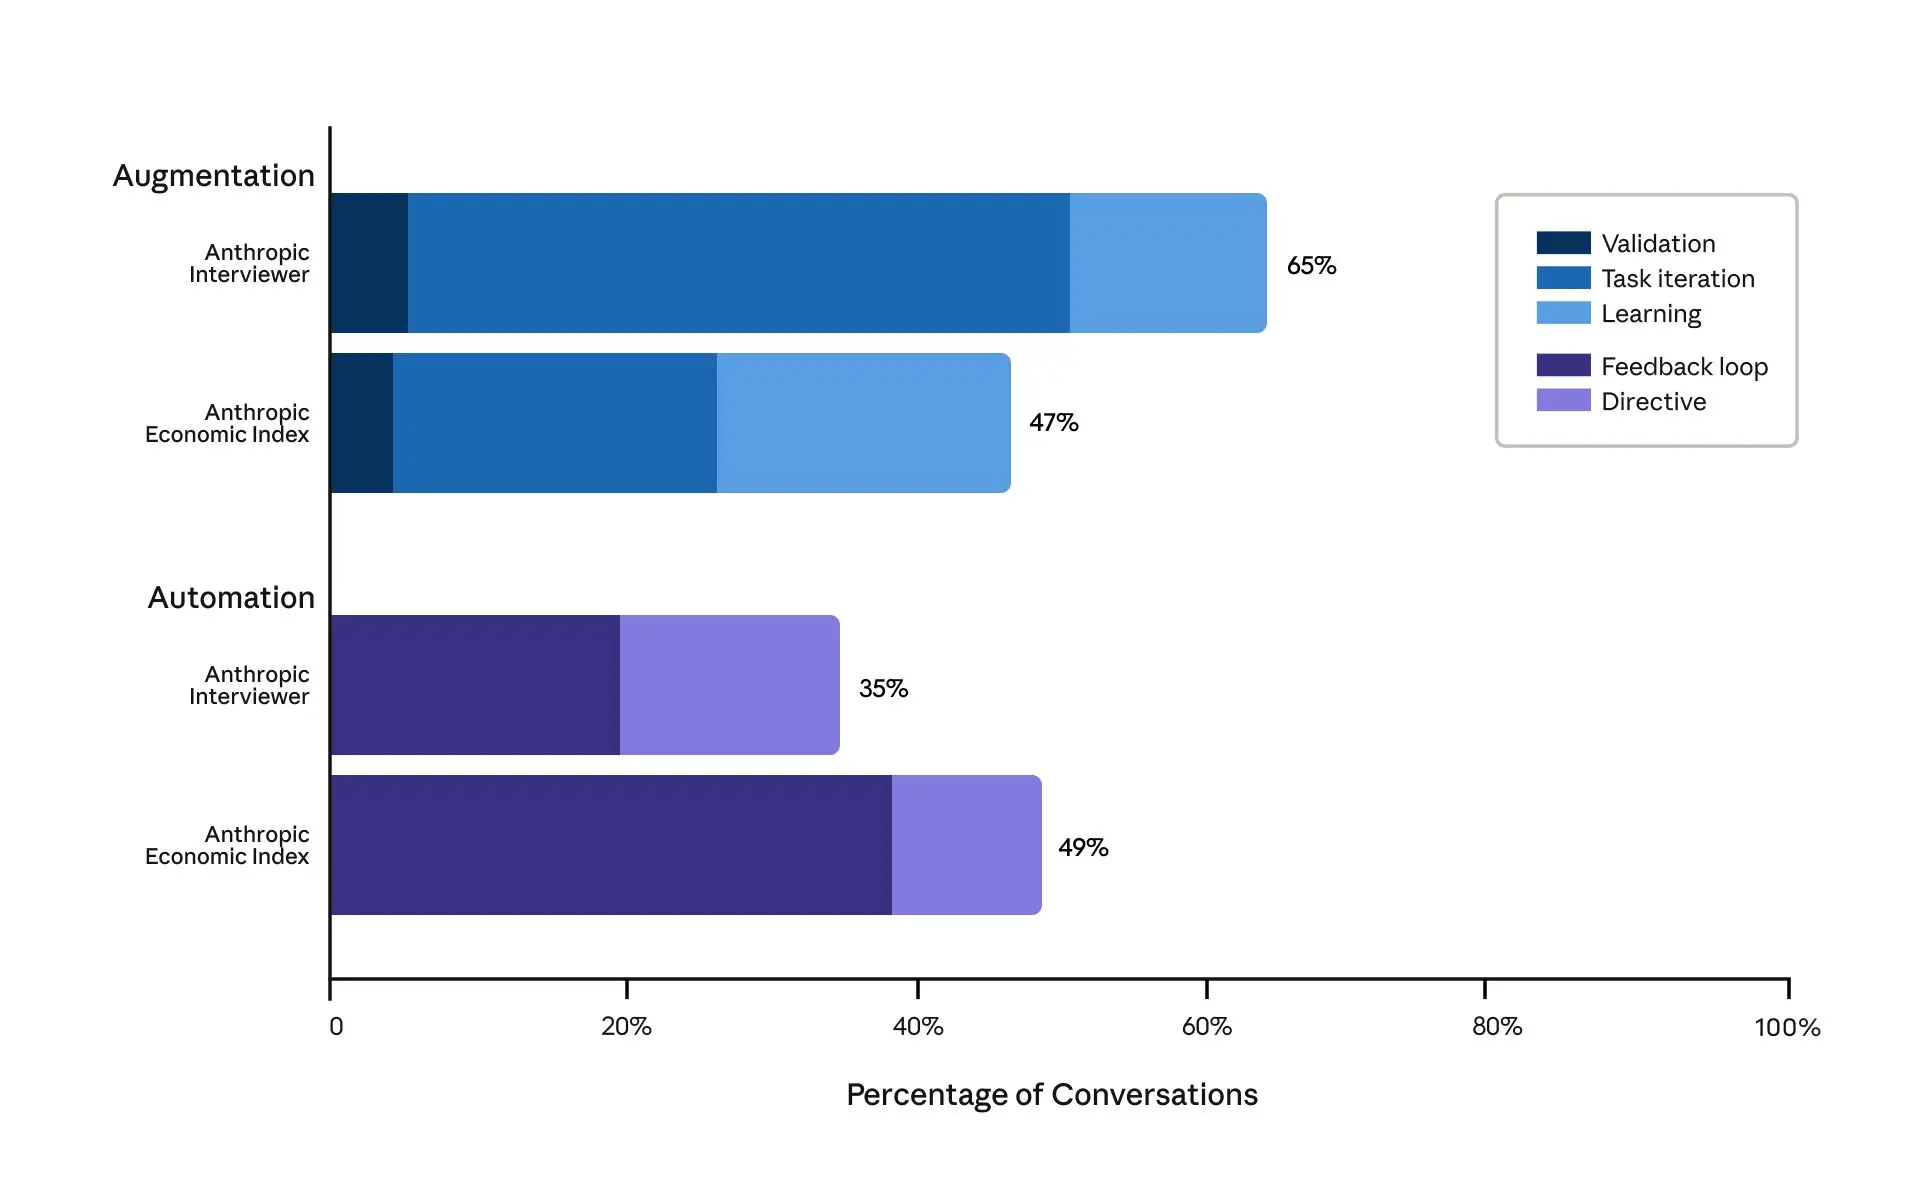 Augmentation
Anthropic
Interviewer
65%
Anthropic
Economic Index
47%
Automation
Anthropic
Interviewer
35%
Anthropic
Economic Index
49%
0
20%
40%
60%
80%
100%
Percentage of Conversations
Validation
Task iteration
Learning
Feedback loop
Directive